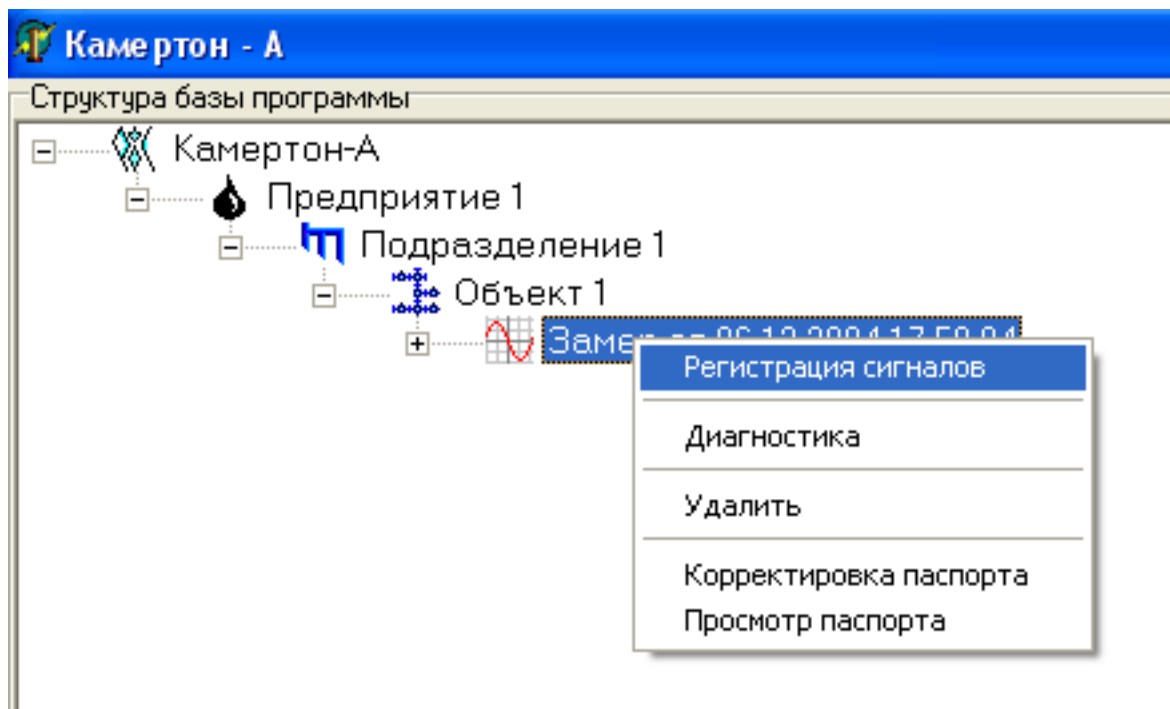 Камертон - А
Структура базы программы
Камертон-А
Предприятие 1
Подразделение 1
Объект 1
Замер
Регистрация сигналов
Диагностика
Удалить
Корректировка паспорта
Просмотр паспорта